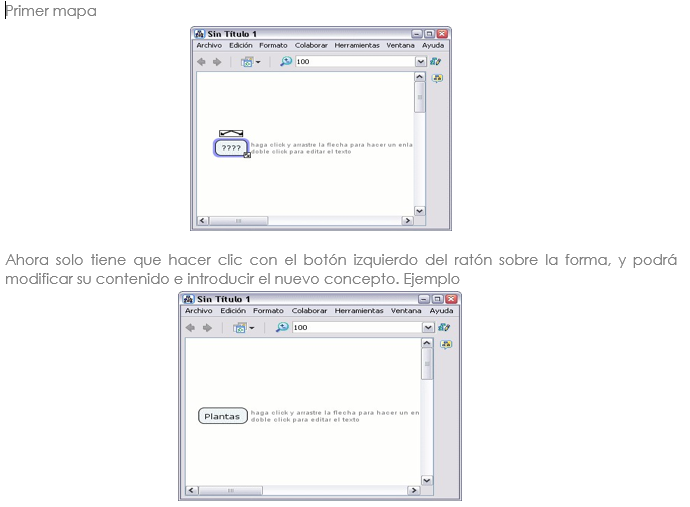 Primer mapa
Sin Título 1
Archivo Edición Formato Colaborar Herramientas Ventana Ayuda
100
????
haga click y arrastre la flecha para hacer un enla
doble click para editar el texto
Ahora solo tiene que hacer clic con el botón izquierdo del ratón sobre la forma, y podrá
modificar su contenido e introducir el nuevo concepto. Ejemplo
Sin Título 1
Archivo Edición Formato Colaborar Herramientas Ventana Ayuda
100
Plantas
haga click y arrastre la flecha para hacer un en
doble click para editar el texto